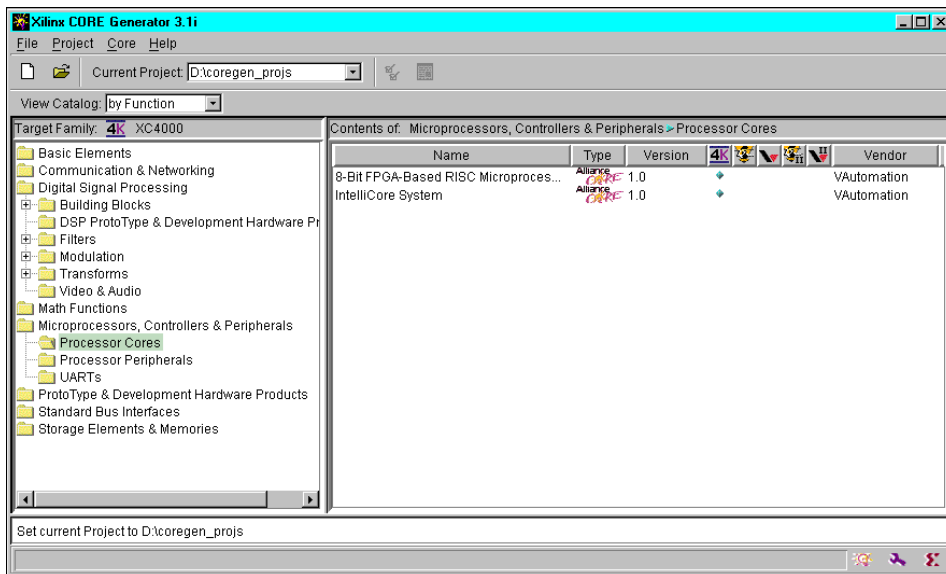 Xilinx CORE Generator 3.1i
File Project Core Help
Current Project: D:\coregen_projs
View Catalog: by Function
Target Family: 4K XC4000
Contents of: Microprocessors, Controllers & Peripherals > Processor Cores
Basic Elements
Communication & Networking
Digital Signal Processing
Building Blocks
DSP ProtoType & Development Hardware Pr
Filters
Modulation
Transforms
Video & Audio
Math Functions
Microprocessors, Controllers & Peripherals
Processor Cores
Processor Peripherals
UARTs
ProtoType & Development Hardware Products
Standard Bus Interfaces
Storage Elements & Memories
Name Type Version 4K II II Vendor
8-Bit FPGA-Based RISC Microproces... Alliance CORE 1.0 VAutomation
IntelliCore System Alliance CORE 1.0 VAutomation
Set current Project to D:\coregen_projs